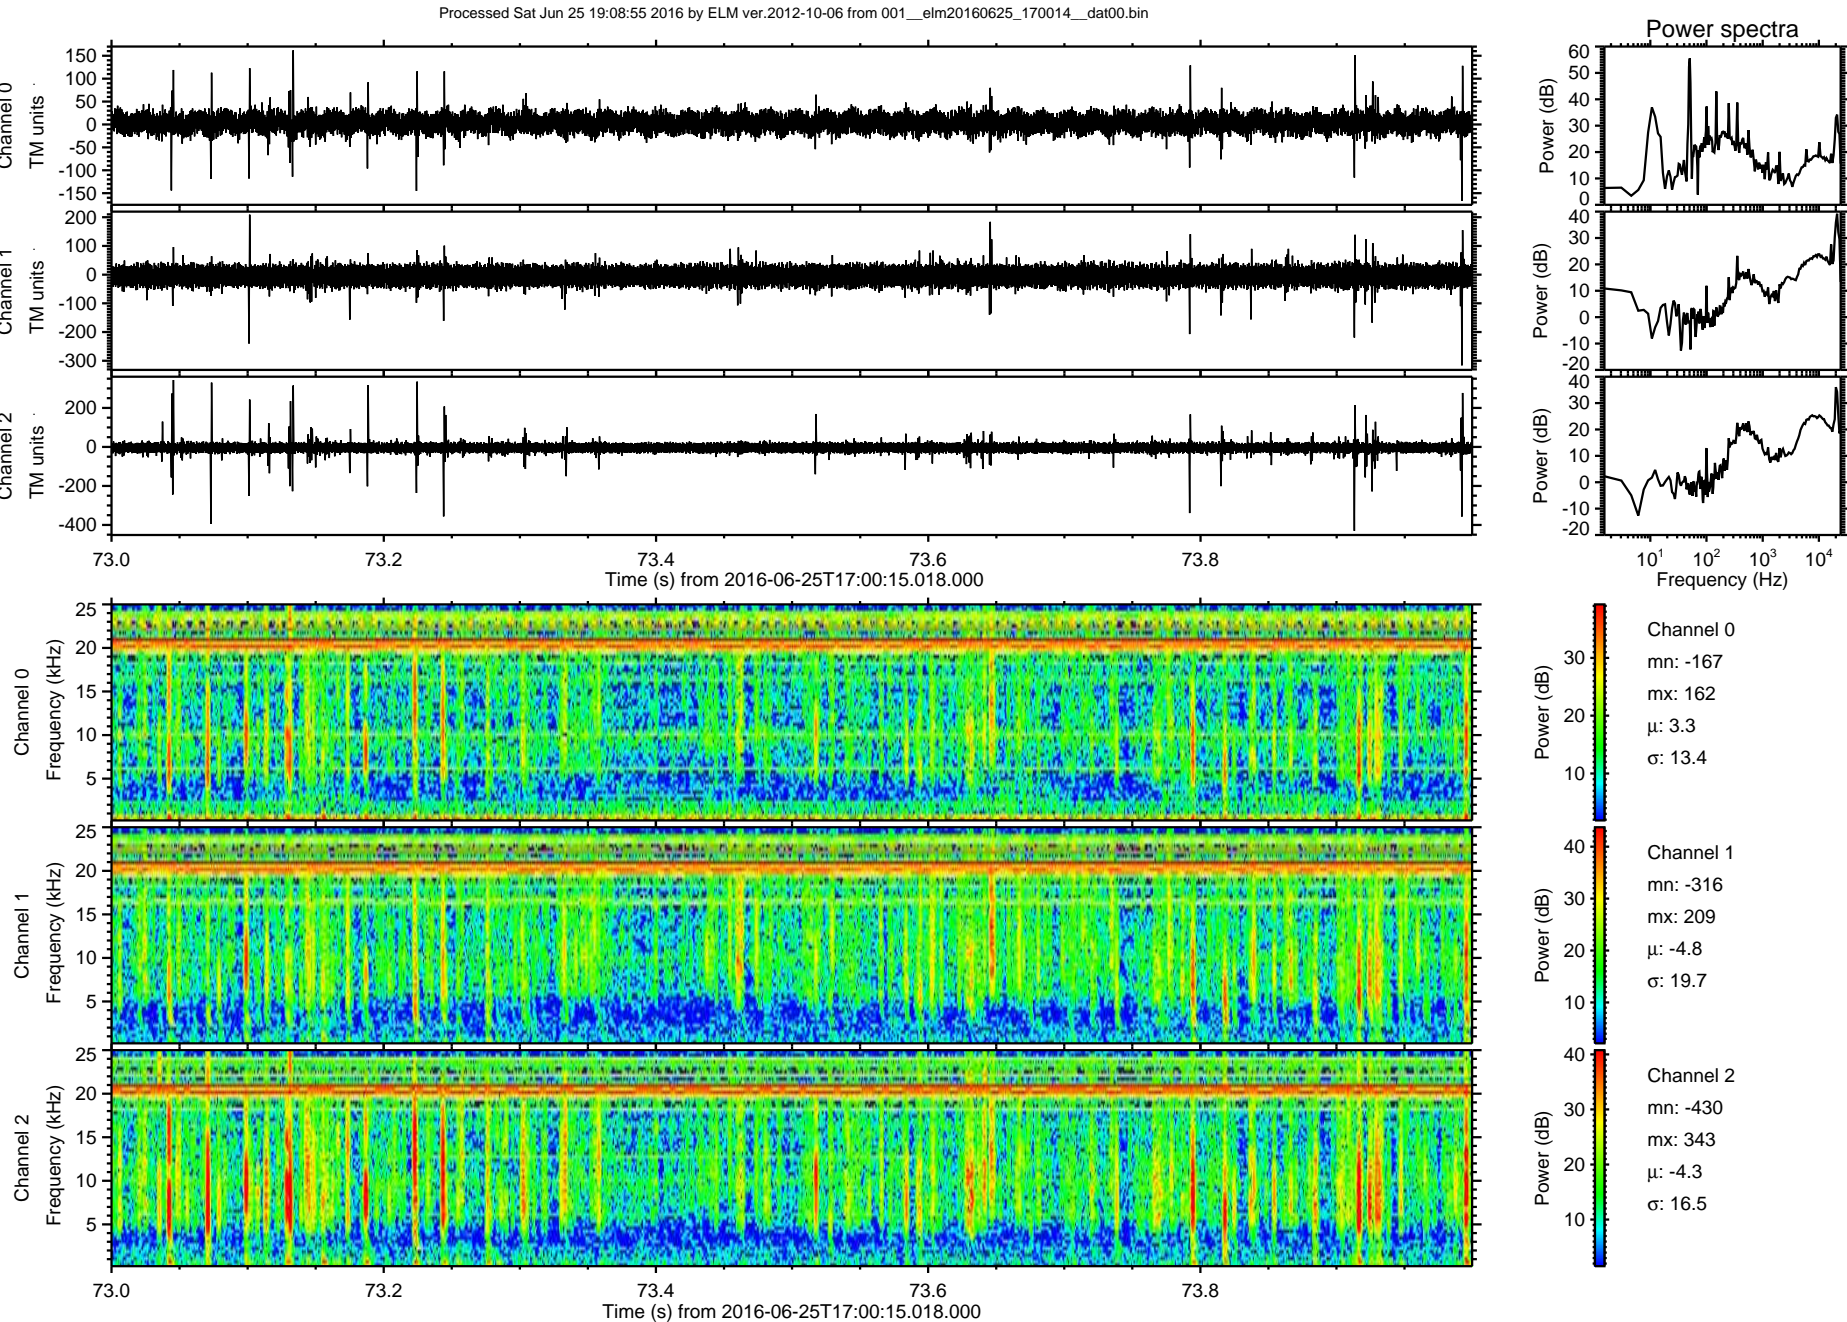 Processed Sat Jun 25 19:08:55 2016 by ELM ver.2012-10-06 from 001__elm20160625_170014__dat00.bin
Power spectra
Channel 0
TM units
150
100
50
0
-50
-100
-150
Power (dB)
60
50
40
30
20
10
0
Channel 1
TM units
200
100
0
-100
-200
-300
Power (dB)
40
30
20
10
0
-10
-20
Channel 2
TM units
200
0
-200
-400
Power (dB)
40
30
20
10
0
-10
-20
73.0 73.2 73.4 73.6 73.8
Time (s) from 2016-06-25T17:00:15.018.000
10^1 10^2 10^3 10^4
Frequency (Hz)
Channel 0
Frequency (kHz)
25
20
15
10
5
Power (dB)
30
20
10
Channel 0
mn: -167
mx: 162
μ: 3.3
σ: 13.4
Channel 1
Frequency (kHz)
25
20
15
10
5
Power (dB)
40
30
20
10
Channel 1
mn: -316
mx: 209
μ: -4.8
σ: 19.7
Channel 2
Frequency (kHz)
25
20
15
10
5
Power (dB)
40
30
20
10
Channel 2
mn: -430
mx: 343
μ: -4.3
σ: 16.5
73.0 73.2 73.4 73.6 73.8
Time (s) from 2016-06-25T17:00:15.018.000